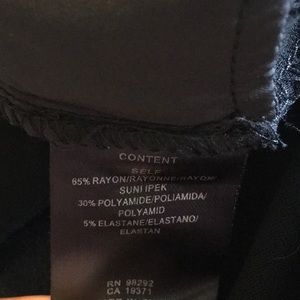 CONTENT
SELF
65% RAYON/RAYONNE/RAYON/
SUNI IPEK
30% POLYAMIDE/POLIAMIDA/
POLYAMID
5% ELASTANE/ELASTANO/
ELASTAN
RN 98292
CA 19371